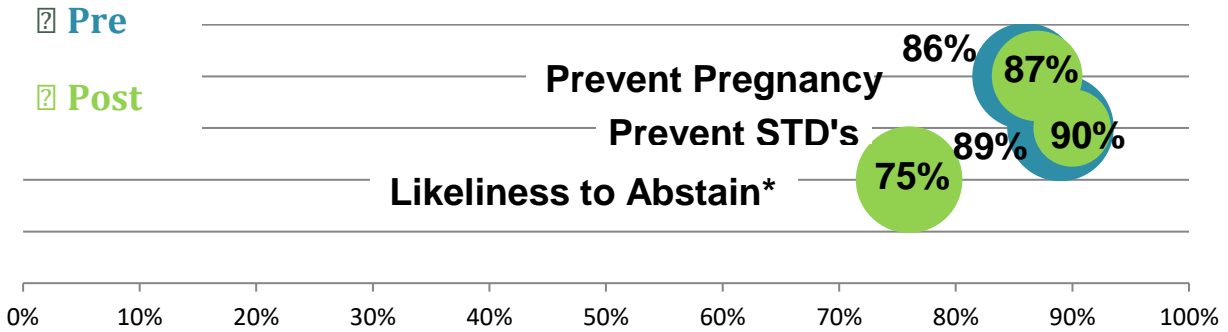 Pre
Post
86%
87%
Prevent Pregnancy
Prevent STD's
89%
90%
75%
Likeliness to Abstain*
0% 10% 20% 30% 40% 50% 60% 70% 80% 90% 100%